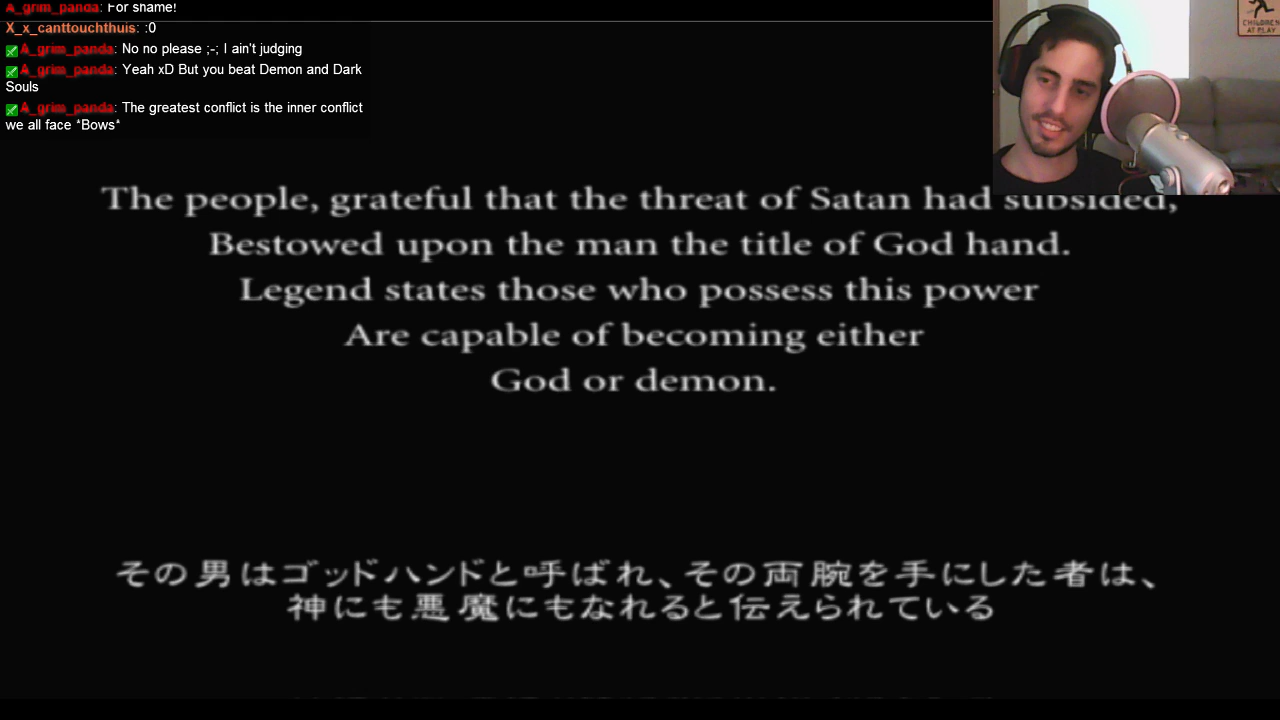 A_grim_panda: For shame!
X_x_canttouchthuis: :0
A_grim_panda: No no please ;-; I ain't judging
A_grim_panda: Yeah xD But you beat Demon and Dark
Souls
A_grim_panda: The greatest conflict is the inner conflict
we all face *Bows*
CHILDREN
AT PLAY
The people, grateful that the threat of Satan had subsided,
Bestowed upon the man the title of God hand.
Legend states those who possess this power
Are capable of becoming either
God or demon.
その男はゴッドハンドと呼ばれ、その両腕を手にした者は、
神にも悪魔にもなれると伝えられている